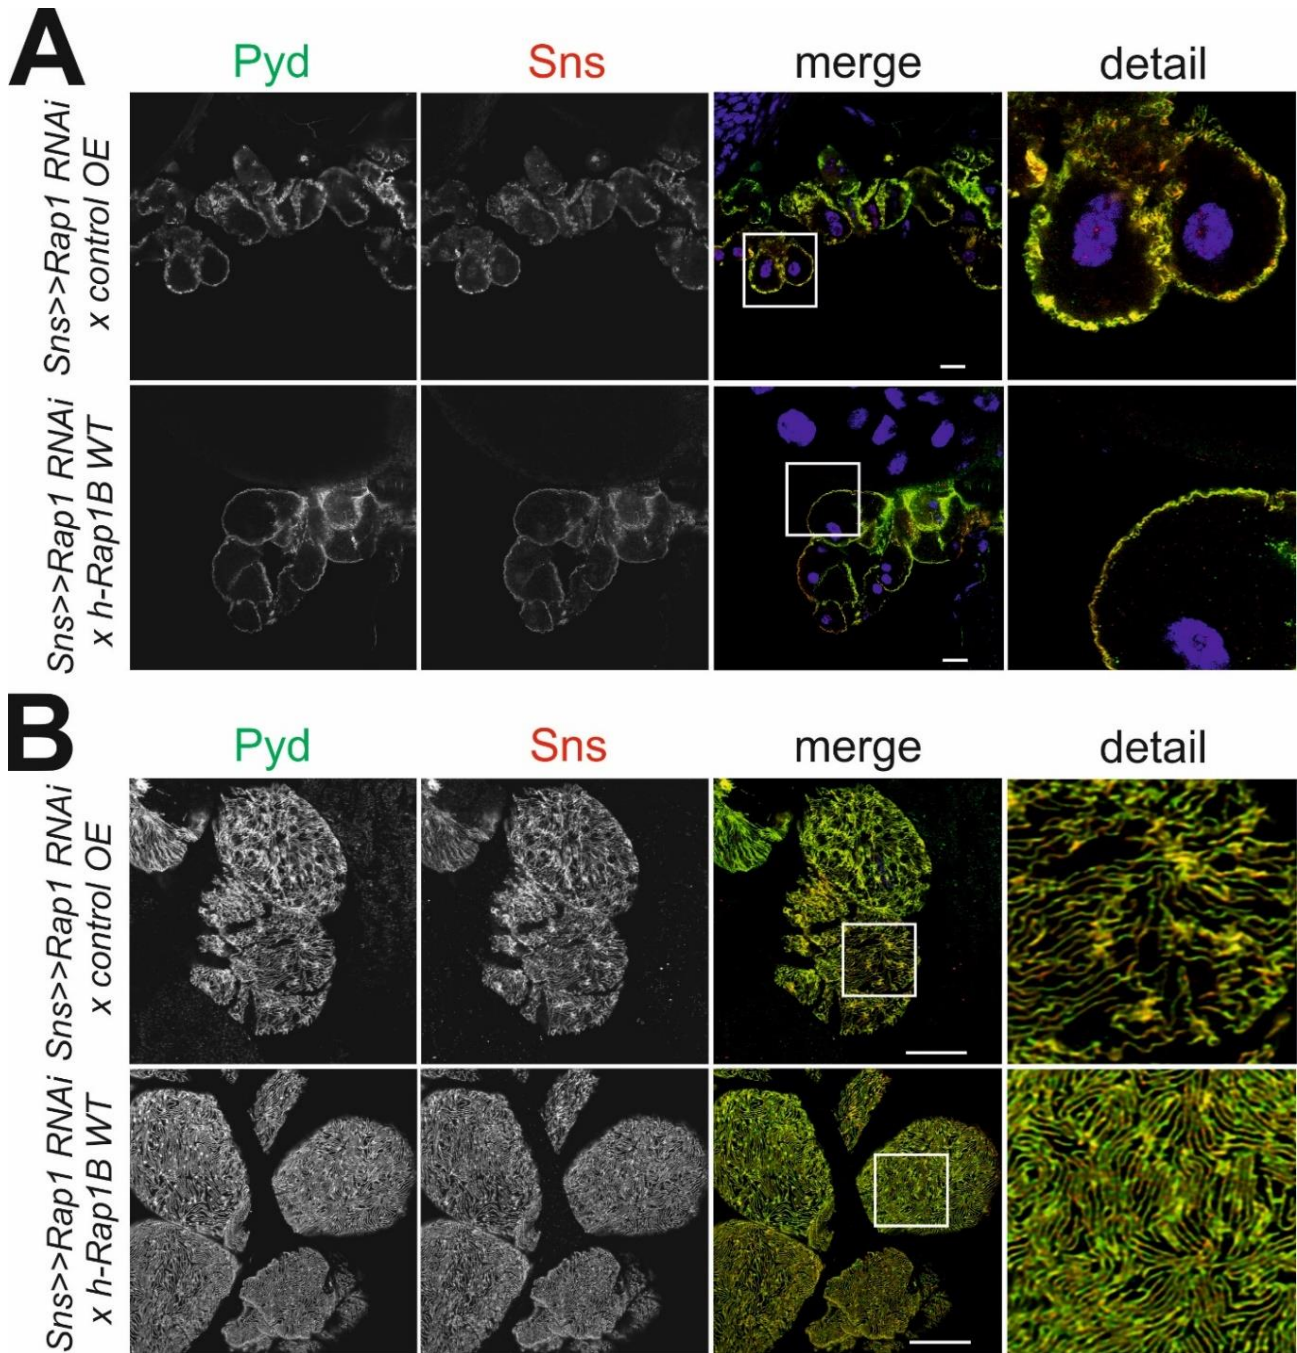 A
Pyd Sns merge detail
Sns>>Rap1 RNAi
x control OE
Sns>>Rap1 RNAi
x h-Rap1B WT
B
Pyd Sns merge detail
Sns>>Rap1 RNAi
x control OE
Sns>>Rap1 RNAi
x h-Rap1B WT